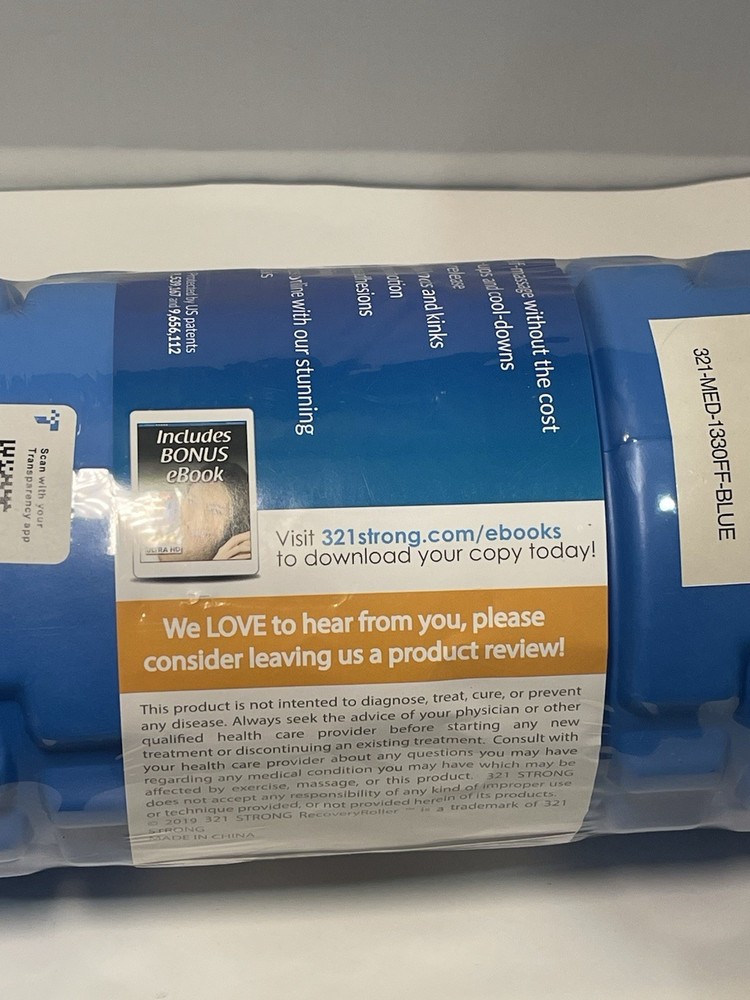 f-massage without the cost
ups and cool-downs
release
and kinks
dhesions
line with our stunning
by US patents
and 9,656,112
Includes
BONUS
eBook
ULTRA HD
Visit 321strong.com/ebooks
to download your copy today!
We LOVE to hear from you, please
consider leaving us a product review!
This product is not intented to diagnose, treat, cure, or prevent
any disease. Always seek the advice of your physician or other
qualified health care provider before starting any new
treatment or discontinuing an existing treatment. Consult with
your health care provider about any questions you may have
regarding any medical condition you may have which may be
affected by exercise, massage, or this product. 321 STRONG
does not accept any responsibility of any kind of improper use
or technique provided, or not provided herein of its products.
© 2019 321 STRONG RecoveryRoller ™ is a trademark of 321
STRONG
MADE IN CHINA
Scan with your
Transparency app
321-MED-1330FF-BLUE